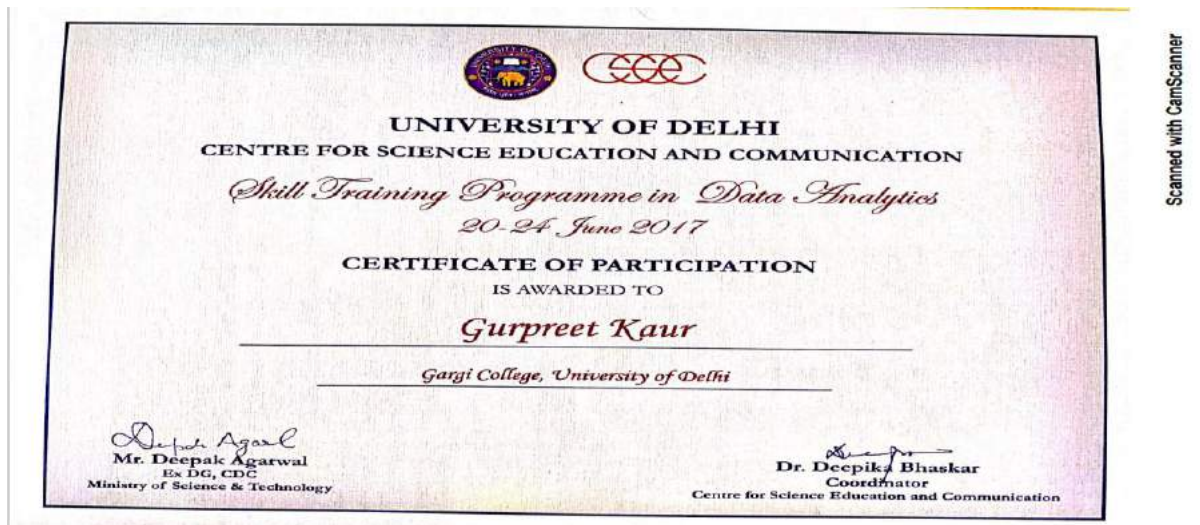 UNIVERSITY OF DELHI
CENTRE FOR SCIENCE EDUCATION AND COMMUNICATION
Skill Training Programme in Data Analytics
20-24 June 2017
CERTIFICATE OF PARTICIPATION
IS AWARDED TO
Gurpreet Kaur
Gargi College, University of Delhi
Deepak Agarwal
Mr. Deepak Agarwal
Ex DG, CDC
Ministry of Science & Technology
Dr. Deepika Bhaskar
Coordinator
Centre for Science Education and Communication
Scanned with CamScanner